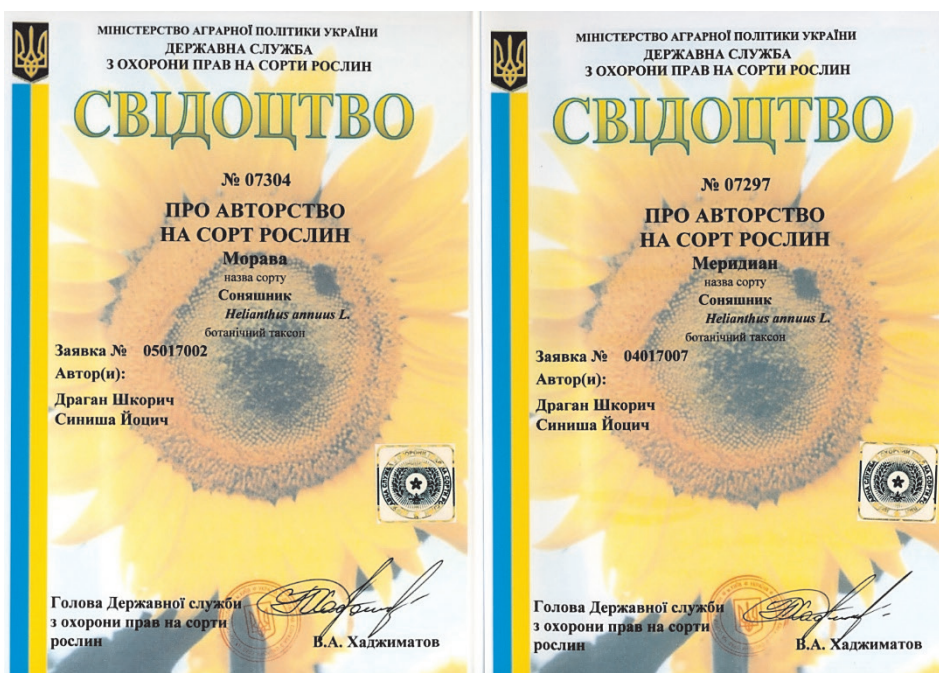 МІНІСТЕРСТВО АГРАРНОЇ ПОЛІТИКИ УКРАЇНИ
ДЕРЖАВНА СЛУЖБА
З ОХОРОНИ ПРАВ НА СОРТИ РОСЛИН
СВІДОЦТВО
№ 07304
ПРО АВТОРСТВО
НА СОРТ РОСЛИН
Морава
назва сорту
Соняшник
Helianthus annuus L.
ботанічний таксон
Заявка № 05017002
Автор(и):
Драган Шкорич
Синиша Йоцич
Голова Державної служби
з охорони прав на сорти
рослин
В.А. Хаджиматов
МІНІСТЕРСТВО АГРАРНОЇ ПОЛІТИКИ УКРАЇНИ
ДЕРЖАВНА СЛУЖБА
З ОХОРОНИ ПРАВ НА СОРТИ РОСЛИН
СВІДОЦТВО
№ 07297
ПРО АВТОРСТВО
НА СОРТ РОСЛИН
Меридиан
назва сорту
Соняшник
Helianthus annuus L.
ботанічний таксон
Заявка № 04017007
Автор(и):
Драган Шкорич
Синиша Йоцич
Голова Державної служби
з охорони прав на сорти
рослин
В.А. Хаджиматов